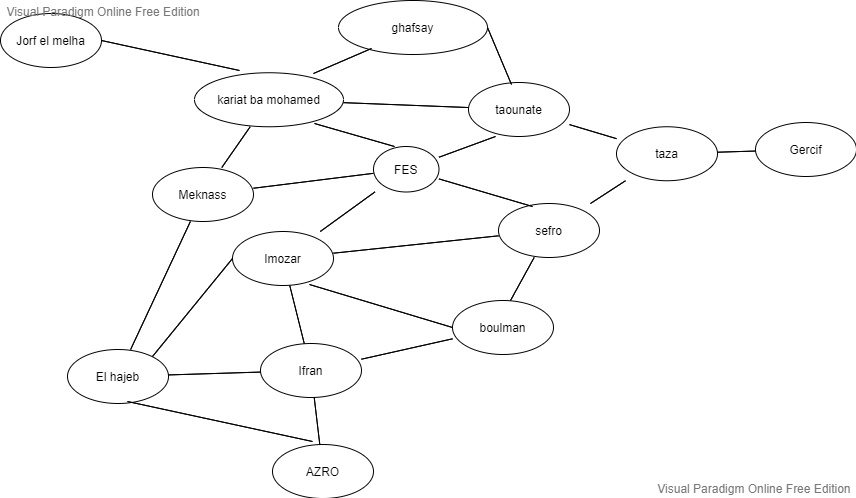 Visual Paradigm Online Free Edition
ghafsay
Jorf el melha
kariat ba mohamed
taounate
taza
Gercif
FES
Meknass
sefro
Imozar
boulman
El hajeb
Ifran
AZRO
Visual Paradigm Online Free Edition